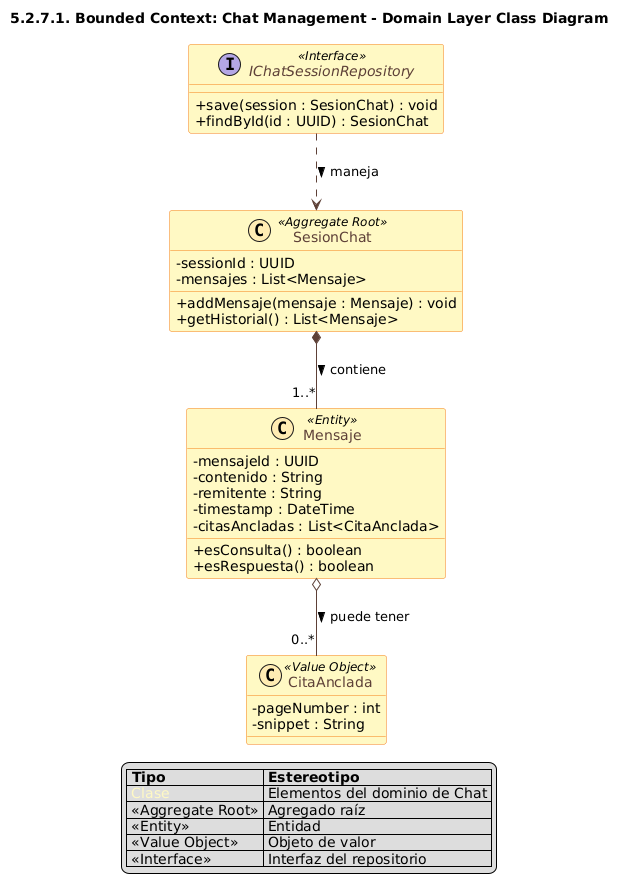 5.2.7.1. Bounded Context: Chat Management - Domain Layer Class Diagram
I
«Interface»
IChatSessionRepository
+save(session : SesionChat) : void
+findById(id : UUID) : SesionChat
maneja
C
«Aggregate Root»
SesionChat
-sessionId : UUID
-mensajes : List<Mensaje>
+addMensaje(mensaje : Mensaje) : void
+getHistorial() : List<Mensaje>
contiene
1..*
C
«Entity»
Mensaje
-mensajeId : UUID
-contenido : String
-remitente : String
-timestamp : DateTime
-citasAncladas : List<CitaAnclada>
+esConsulta() : boolean
+esRespuesta() : boolean
puede tener
0..*
C
«Value Object»
CitaAnclada
-pageNumber : int
-snippet : String
Tipo Estereotipo
Clase Elementos del dominio de Chat
«Aggregate Root» Agregado raíz
«Entity» Entidad
«Value Object» Objeto de valor
«Interface» Interfaz del repositorio